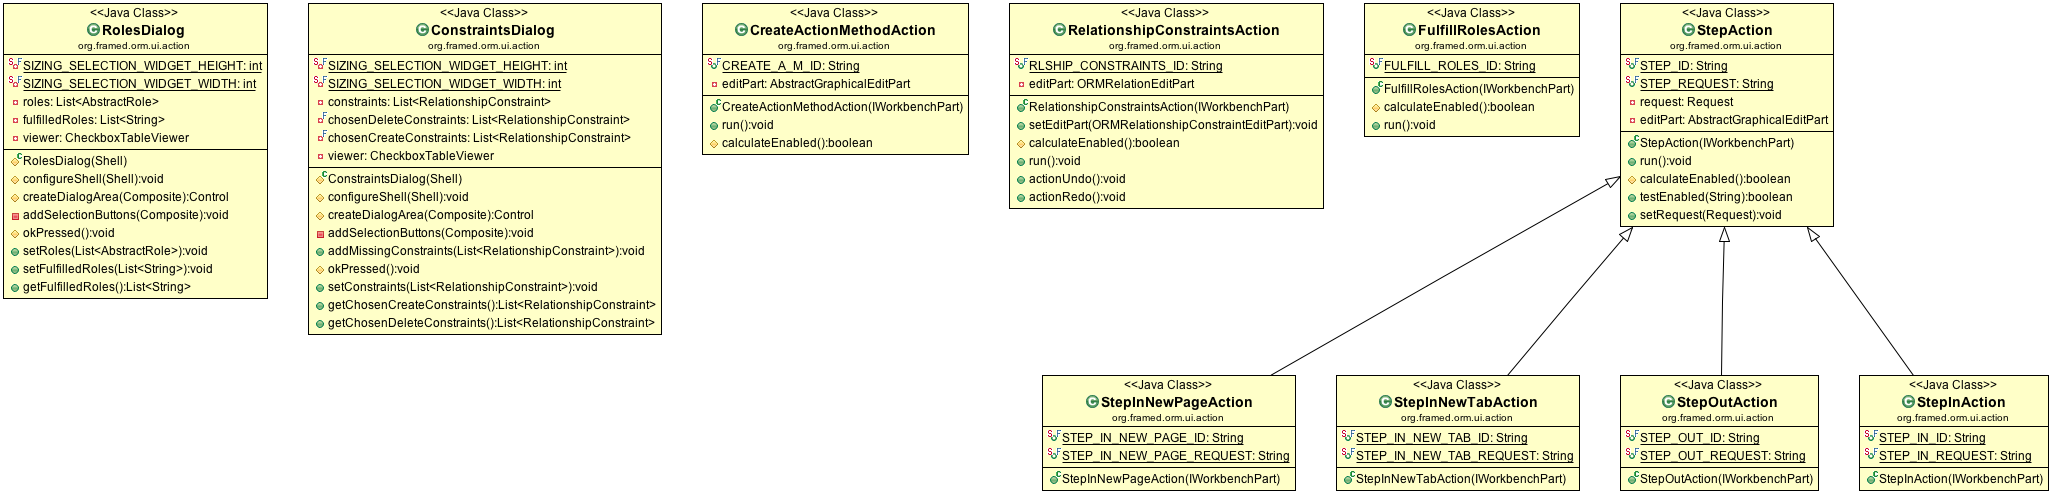 <<Java Class>>
RolesDialog
org.framed.orm.ui.action
SIZING_SELECTION_WIDGET_HEIGHT: int
SIZING_SELECTION_WIDGET_WIDTH: int
roles: List<AbstractRole>
fulfilledRoles: List<String>
viewer: CheckboxTableViewer
RolesDialog(Shell)
configureShell(Shell):void
createDialogArea(Composite):Control
addSelectionButtons(Composite):void
okPressed():void
setRoles(List<AbstractRole>):void
setFulfilledRoles(List<String>):void
getFulfilledRoles():List<String>
<<Java Class>>
ConstraintsDialog
org.framed.orm.ui.action
SIZING_SELECTION_WIDGET_HEIGHT: int
SIZING_SELECTION_WIDGET_WIDTH: int
constraints: List<RelationshipConstraint>
chosenDeleteConstraints: List<RelationshipConstraint>
chosenCreateConstraints: List<RelationshipConstraint>
viewer: CheckboxTableViewer
ConstraintsDialog(Shell)
configureShell(Shell):void
createDialogArea(Composite):Control
addSelectionButtons(Composite):void
addMissingConstraints(List<RelationshipConstraint>):void
okPressed():void
setConstraints(List<RelationshipConstraint>):void
getChosenCreateConstraints():List<RelationshipConstraint>
getChosenDeleteConstraints():List<RelationshipConstraint>
<<Java Class>>
CreateActionMethodAction
org.framed.orm.ui.action
CREATE_A_M_ID: String
editPart: AbstractGraphicalEditPart
CreateActionMethodAction(IWorkbenchPart)
run():void
calculateEnabled():boolean
<<Java Class>>
RelationshipConstraintsAction
org.framed.orm.ui.action
RLSHIP_CONSTRAINTS_ID: String
editPart: ORMRelationEditPart
RelationshipConstraintsAction(IWorkbenchPart)
setEditPart(ORMRelationshipConstraintEditPart):void
calculateEnabled():boolean
run():void
actionUndo():void
actionRedo():void
<<Java Class>>
FulfillRolesAction
org.framed.orm.ui.action
FULFILL_ROLES_ID: String
FulfillRolesAction(IWorkbenchPart)
calculateEnabled():boolean
run():void
<<Java Class>>
StepAction
org.framed.orm.ui.action
STEP_ID: String
STEP_REQUEST: String
request: Request
editPart: AbstractGraphicalEditPart
StepAction(IWorkbenchPart)
run():void
calculateEnabled():boolean
testEnabled(String):boolean
setRequest(Request):void
<<Java Class>>
StepInNewPageAction
org.framed.orm.ui.action
STEP_IN_NEW_PAGE_ID: String
STEP_IN_NEW_PAGE_REQUEST: String
StepInNewPageAction(IWorkbenchPart)
<<Java Class>>
StepInNewTabAction
org.framed.orm.ui.action
STEP_IN_NEW_TAB_ID: String
STEP_IN_NEW_TAB_REQUEST: String
StepInNewTabAction(IWorkbenchPart)
<<Java Class>>
StepOutAction
org.framed.orm.ui.action
STEP_OUT_ID: String
STEP_OUT_REQUEST: String
StepOutAction(IWorkbenchPart)
<<Java Class>>
StepInAction
org.framed.orm.ui.action
STEP_IN_ID: String
STEP_IN_REQUEST: String
StepInAction(IWorkbenchPart)